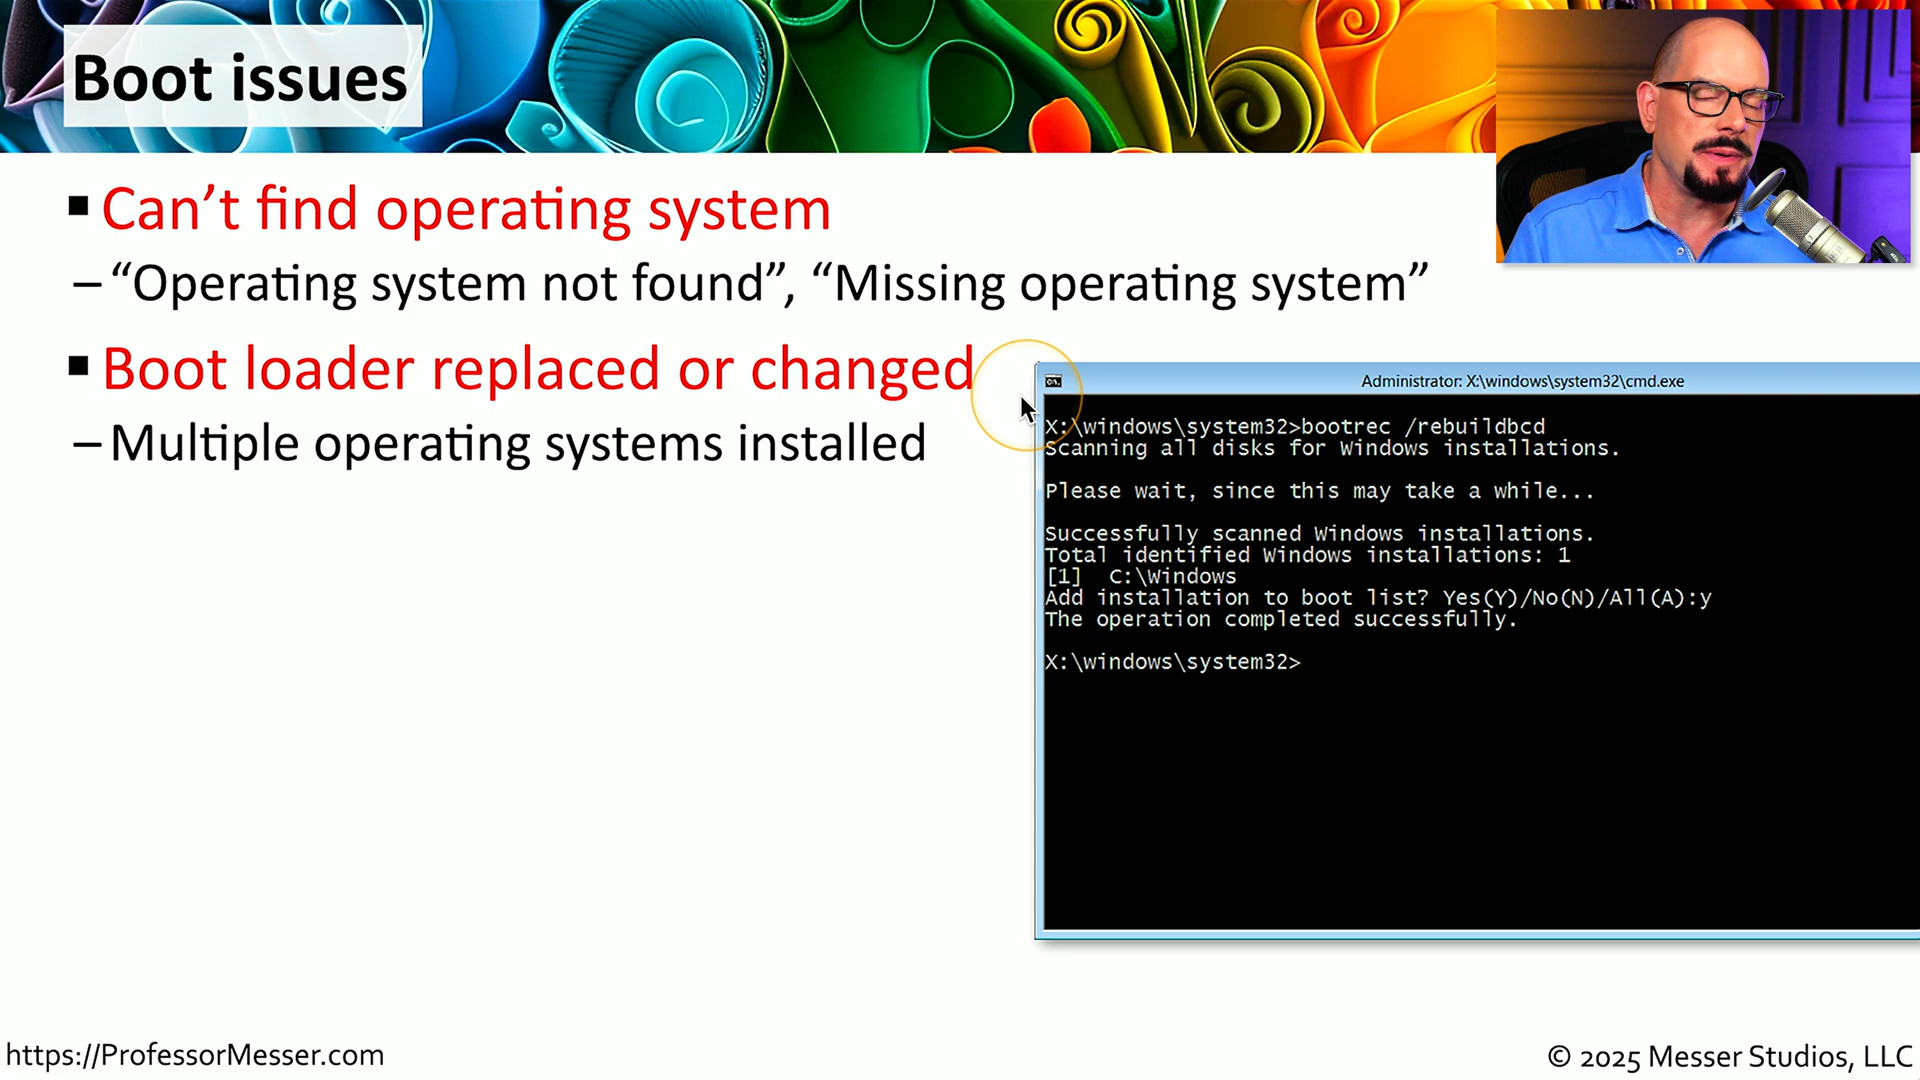 Boot issues
▪ Can’t find operating system
– “Operating system not found”, “Missing operating system”
▪ Boot loader replaced or changed
– Multiple operating systems installed
Administrator: X:\windows\system32\cmd.exe
X:\windows\system32>bootrec /rebuildbcd
Scanning all disks for Windows installations.
Please wait, since this may take a while...
Successfully scanned Windows installations.
Total identified Windows installations: 1
[1]  C:\Windows
Add installation to boot list? Yes(Y)/No(N)/All(A):y
The operation completed successfully.
X:\windows\system32>
https://ProfessorMesser.com
© 2025 Messer Studios, LLC